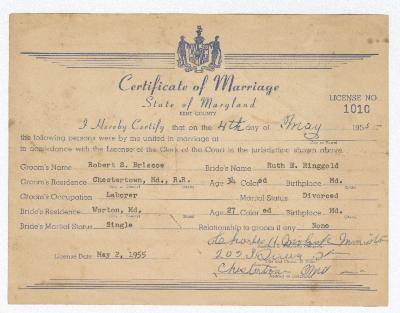 Certificate of Marriage
State of Maryland
KENT COUNTY
LICENSE NO.
1010
I Hereby Certify that on the 4th day of May 1955
the following persons were by me united in marriage at
in accordance with the License of the Clerk of the Court in the jurisdiction shown above.
Groom's Name Robert S. Briscoe Bride's Name Ruth E. Ringgold
Groom's Residence Chestertown, Md., R.R. Age 34 Colored Birthplace Md.
Groom's Occupation Laborer Marital Status Divorced
Bride's Residence Worton, Md. Age 27 Colored Birthplace Md.
Bride's Marital Status Single Relationship to groom if any None
License Date May 2, 1955
Charles
Chestertown Md